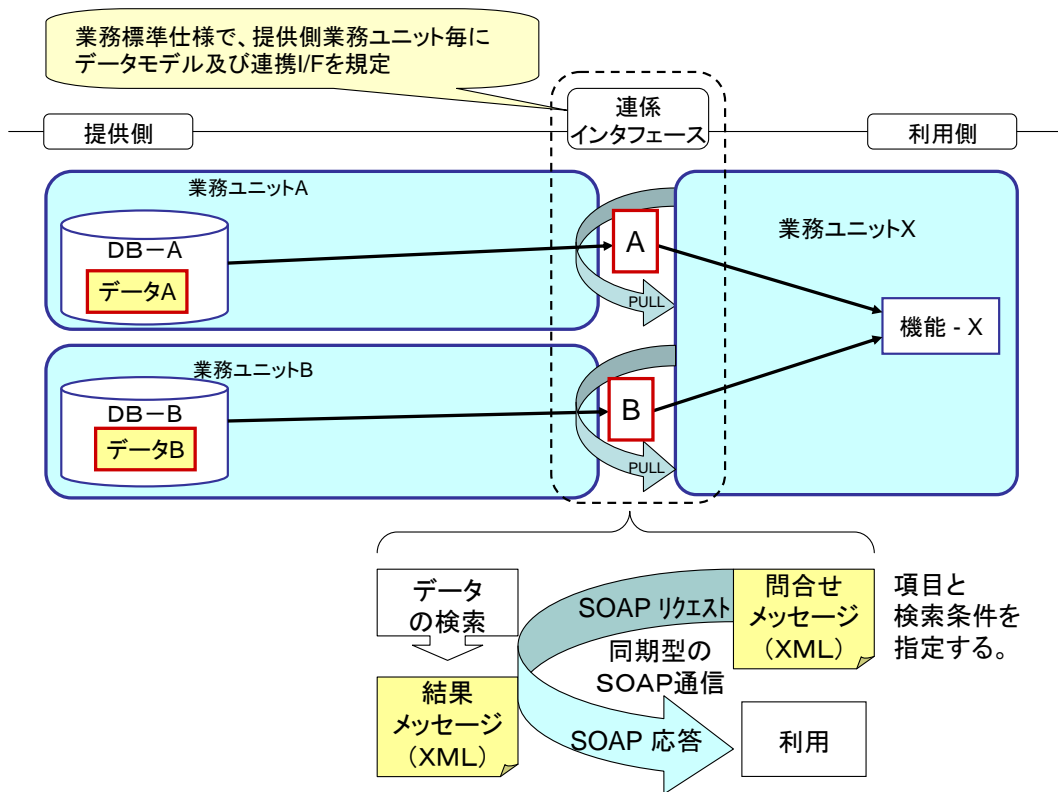 業務標準仕様で、提供側業務ユニット毎に
データモデル及び連携I/Fを規定
提供側
連係
インタフェース
利用側
業務ユニットA
DB－A
データA
A
PULL
業務ユニットX
機能 - X
業務ユニットB
DB－B
データB
B
PULL
データ
の検索
SOAP リクエスト
問合せ
メッセージ
（ＸＭＬ）
項目と
検索条件を
指定する。
同期型の
ＳＯＡＰ通信
結果
メッセージ
（ＸＭＬ）
SOAP 応答
利用